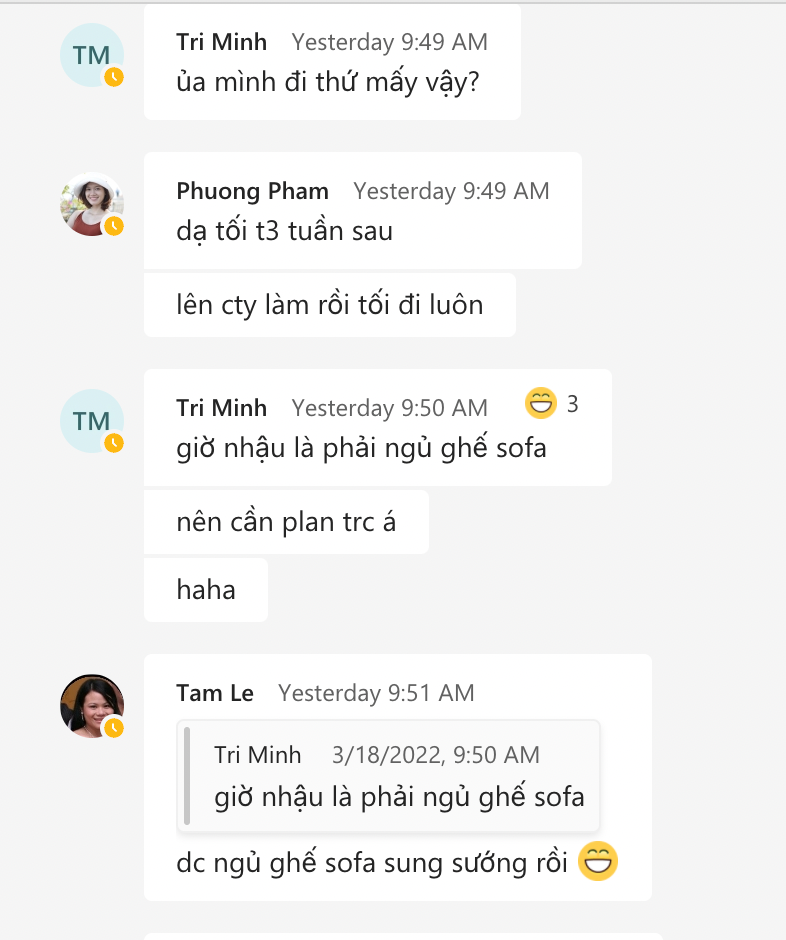 TM
Tri Minh Yesterday 9:49 AM
ủa mình đi thứ mấy vậy?
Phuong Pham Yesterday 9:49 AM
dạ tối t3 tuần sau
lên cty làm rồi tối đi luôn
TM
Tri Minh Yesterday 9:50 AM 😁 3
giờ nhậu là phải ngủ ghế sofa
nên cần plan trc á
haha
Tam Le Yesterday 9:51 AM
Tri Minh 3/18/2022, 9:50 AM
giờ nhậu là phải ngủ ghế sofa
dc ngủ ghế sofa sung sướng rồi 😁